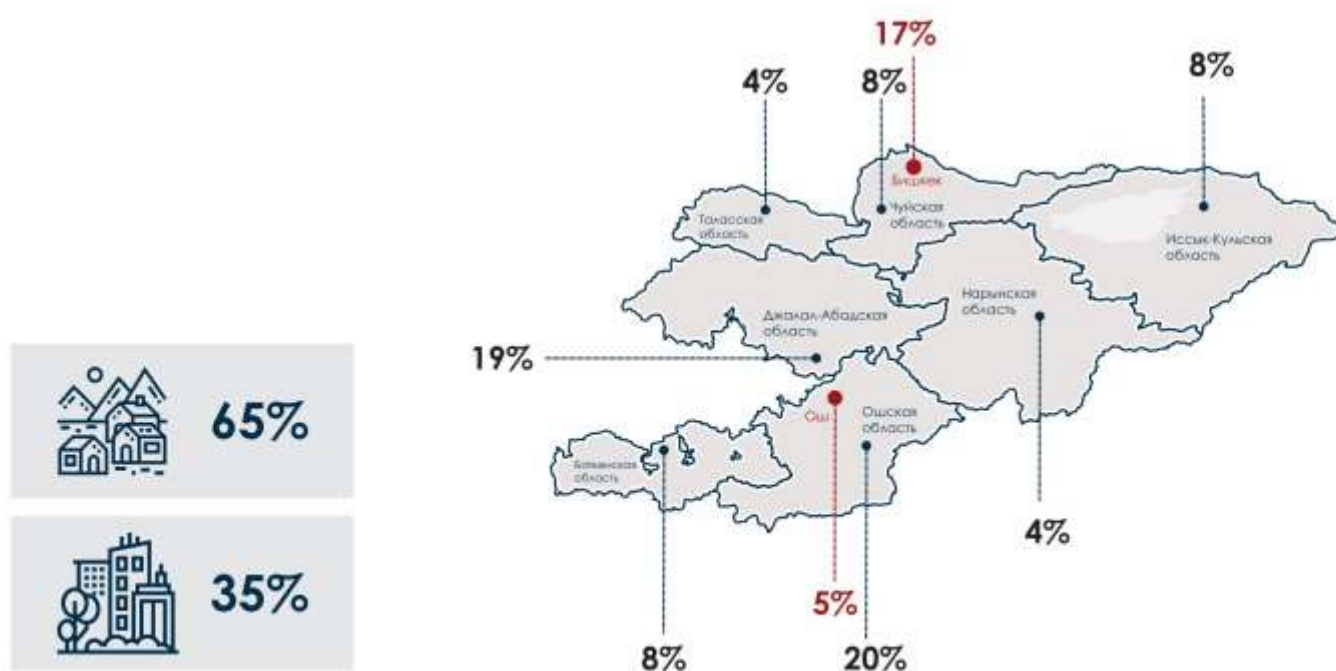 17%
4%
8%
8%
Бишкек
Таласская
область
Чуйская
область
Иссык-Кульская
область
Нарынская
область
Джалал-Абадская
область
19%
65%
Ош
Ошская
область
Баткенская
область
4%
35%
5%
8%
20%